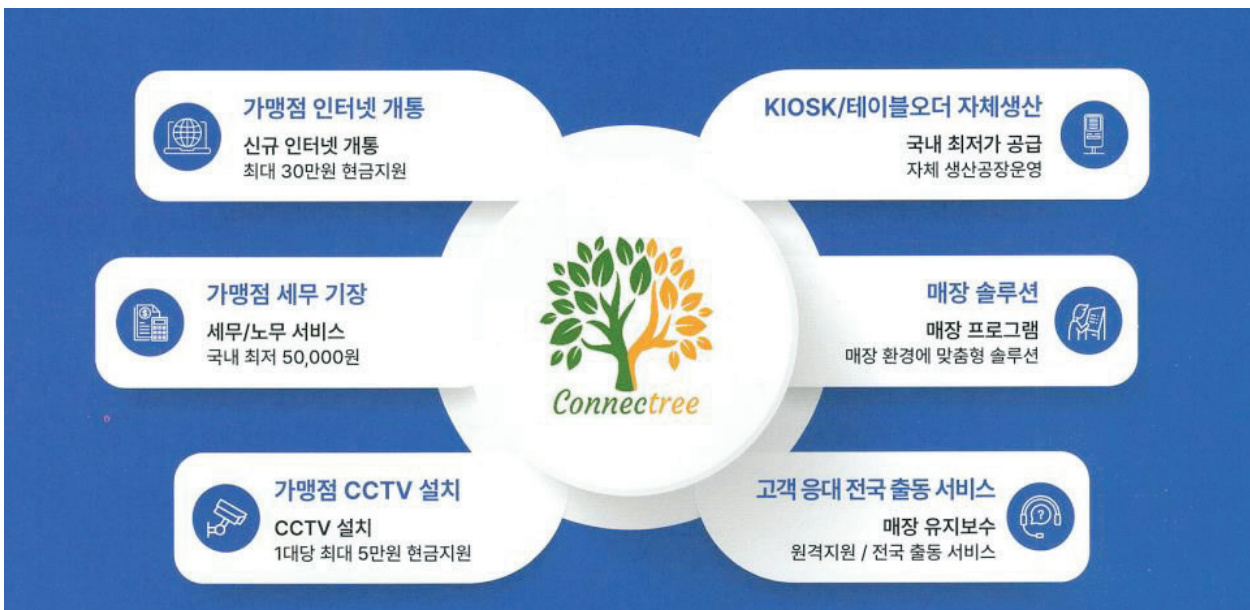 가맹점 인터넷 개통
신규 인터넷 개통
최대 30만원 현금지원
KIOSK/테이블오더 자체생산
국내 최저가 공급
자체 생산공장운영
가맹점 세무 기장
세무/노무 서비스
국내 최저 50,000원
매장 솔루션
매장 프로그램
매장 환경에 맞춤형 솔루션
Connectree
가맹점 CCTV 설치
CCTV 설치
1대당 최대 5만원 현금지원
고객 응대 전국 출동 서비스
매장 유지보수
원격지원 / 전국 출동 서비스